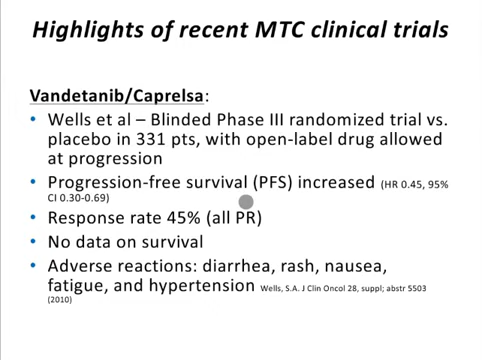 Highlights of recent MTC clinical trials
Vandetanib/Caprelsa:
• Wells et al – Blinded Phase III randomized trial vs.
placebo in 331 pts, with open-label drug allowed
at progression
• Progression-free survival (PFS) increased (HR 0.45, 95%
CI 0.30-0.69)
• Response rate 45% (all PR)
• No data on survival
• Adverse reactions: diarrhea, rash, nausea,
fatigue, and hypertension Wells, S.A. J Clin Oncol 28, suppl; abstr 5503
(2010)